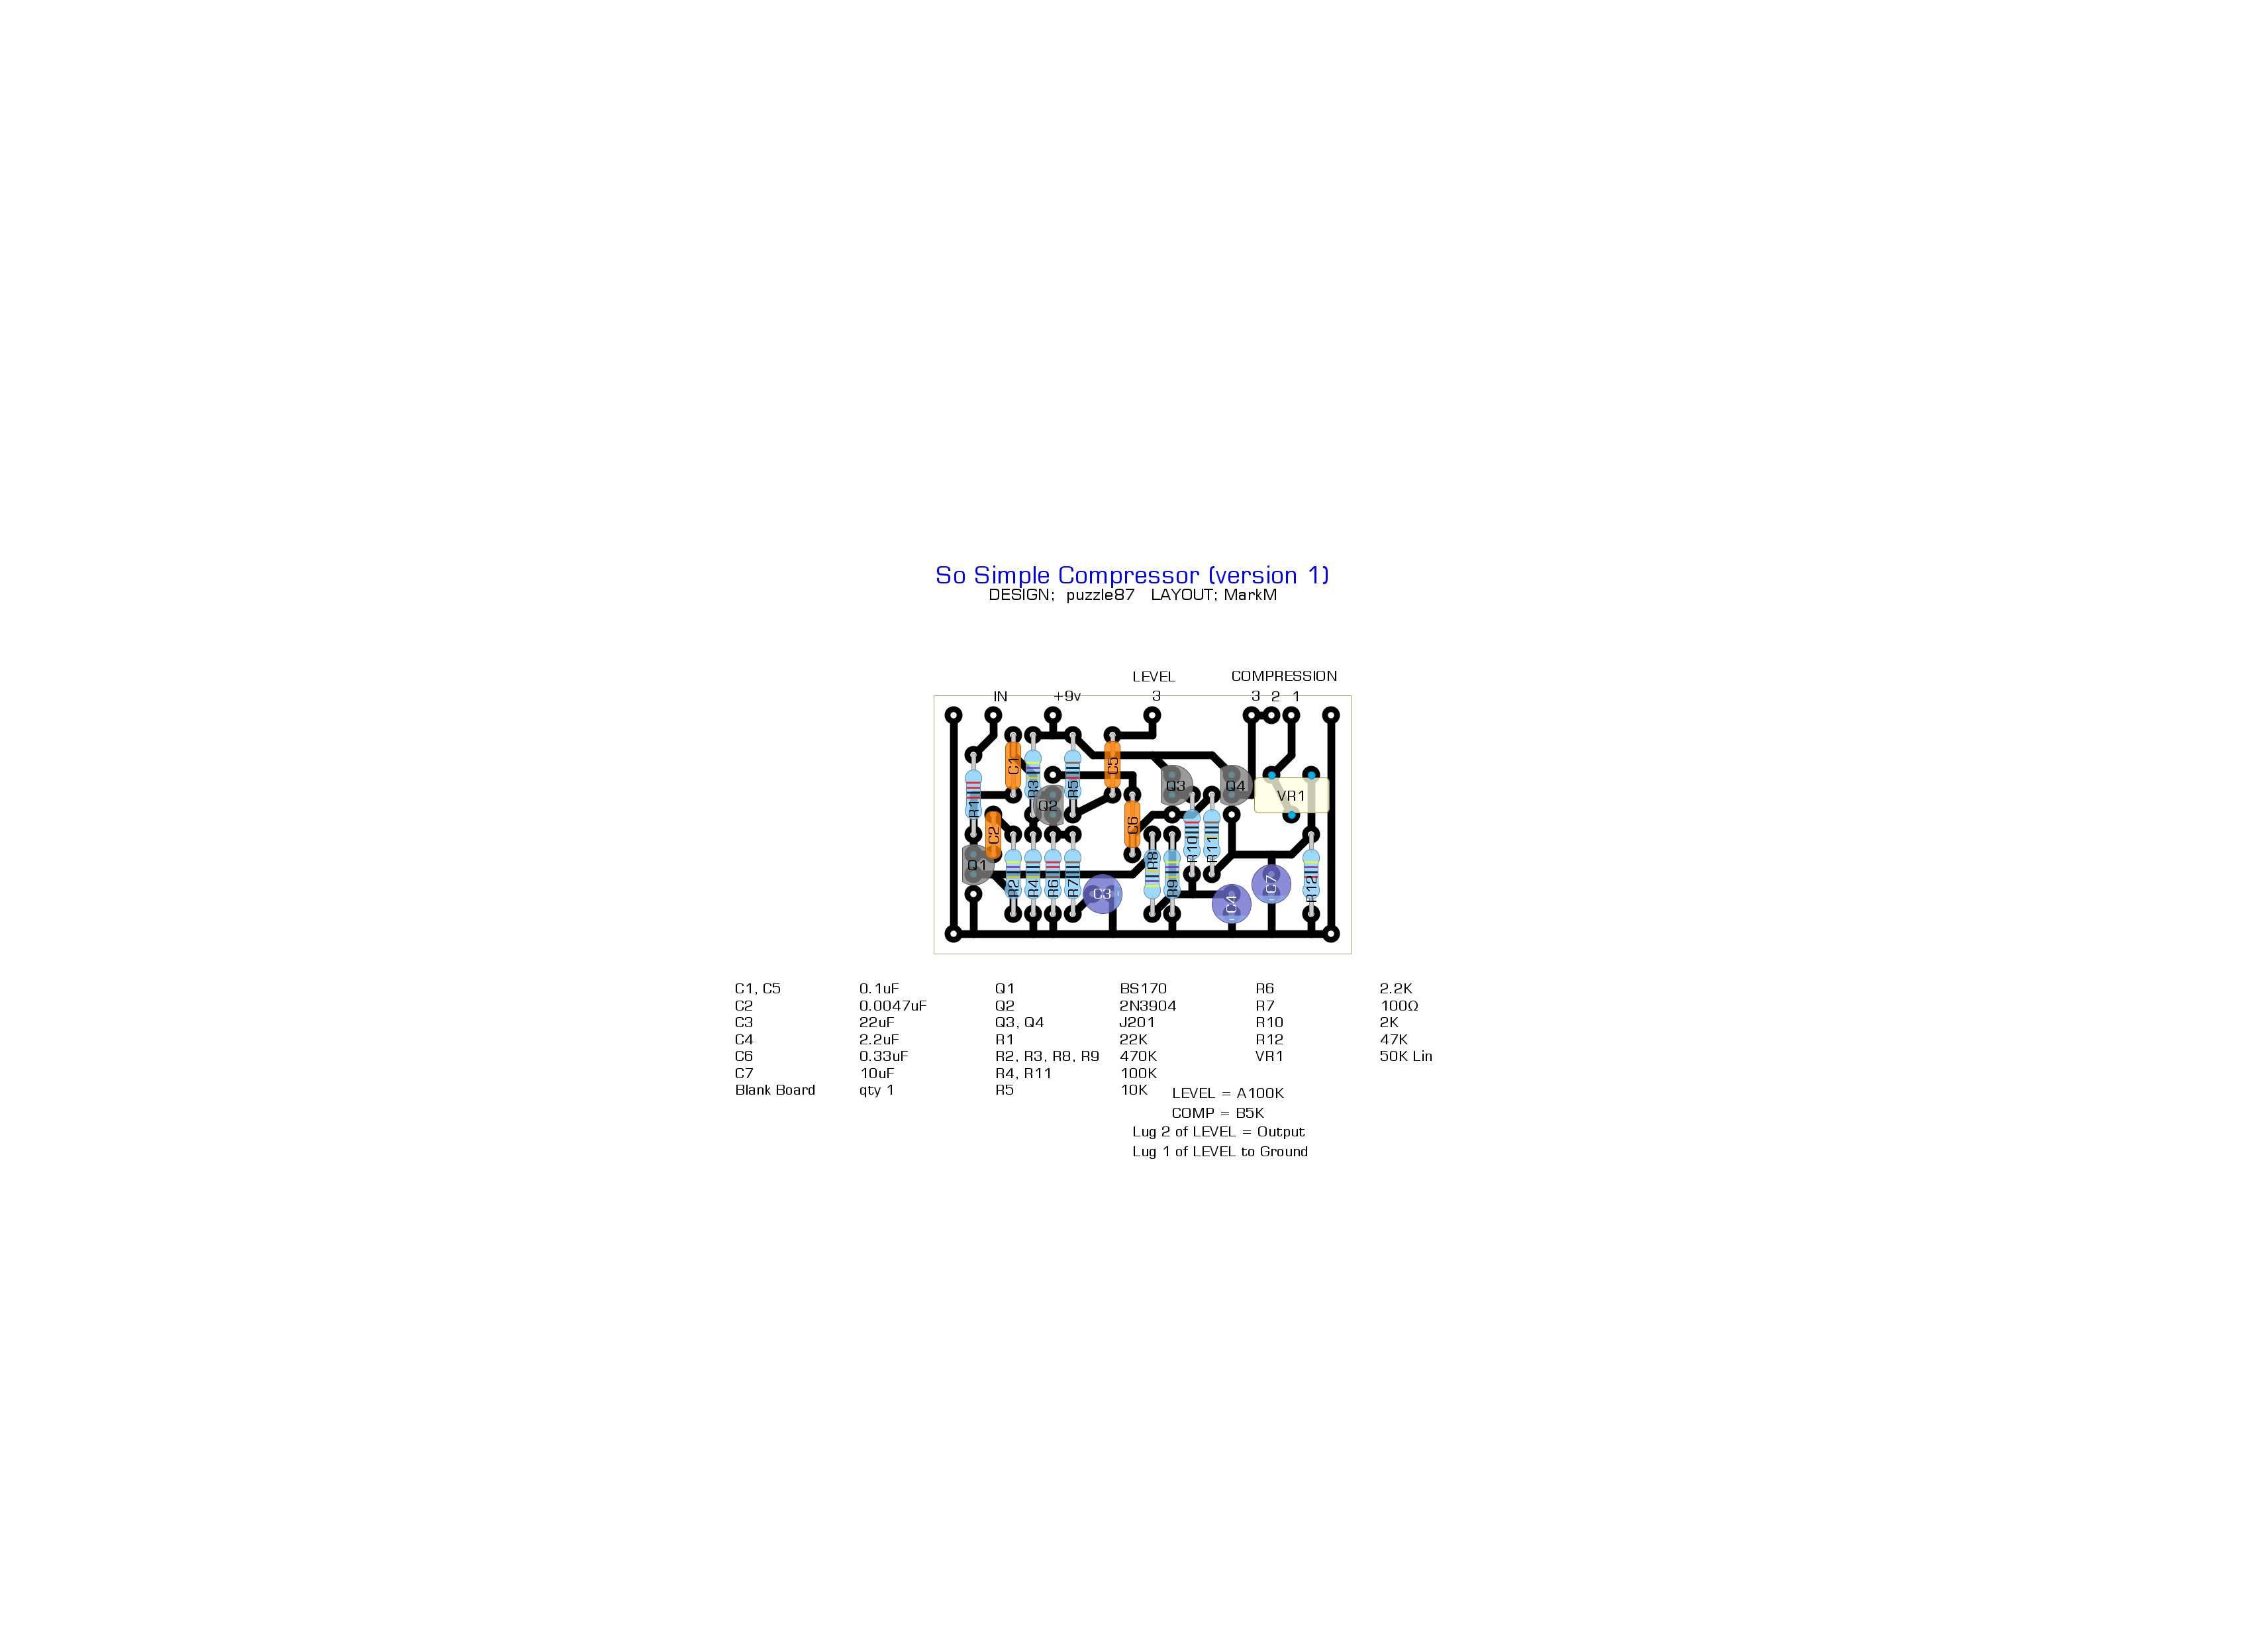 So Simple Compressor (version 1)
DESIGN;  puzzle87   LAYOUT; MarkM
LEVEL COMPRESSION
IN +9v 3 3 2 1
C1 R3 R5 C5 Q3 Q4 VR1
R1 Q2 C2 C6 R10 R11
Q1 R2 R4 R6 R7 C3 R8 R9 C4 C7 R12
C1, C5 0.1uF Q1 BS170 R6 2.2K
C2 0.0047uF Q2 2N3904 R7 100Ω
C3 22uF Q3, Q4 J201 R10 2K
C4 2.2uF R1 22K R12 47K
C6 0.33uF R2, R3, R8, R9 470K VR1 50K Lin
C7 10uF R4, R11 100K
Blank Board qty 1 R5 10K
LEVEL = A100K
COMP = B5K
Lug 2 of LEVEL = Output
Lug 1 of LEVEL to Ground